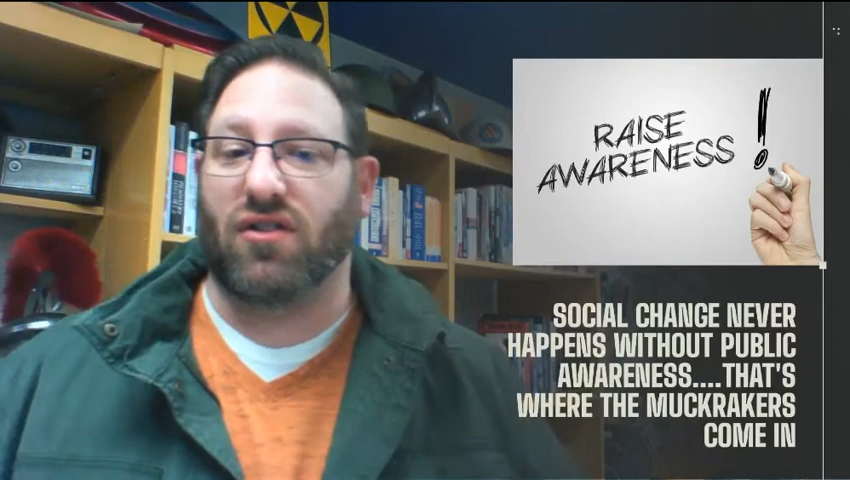 RAISE
AWARENESS!
SOCIAL CHANGE NEVER
HAPPENS WITHOUT PUBLIC
AWARENESS....THAT'S
WHERE THE MUCKRAKERS
COME IN